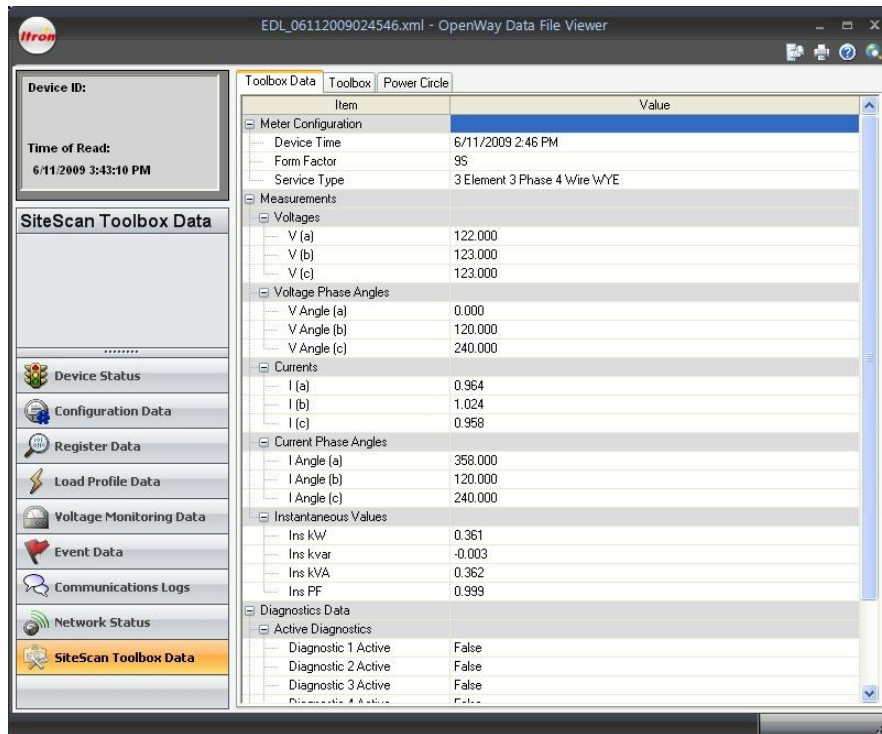 Itron
EDL_06112009024546.xml - OpenWay Data File Viewer
Device ID:
Time of Read:
6/11/2009 3:43:10 PM
SiteScan Toolbox Data
Device Status
Configuration Data
Register Data
Load Profile Data
Voltage Monitoring Data
Event Data
Communications Logs
Network Status
SiteScan Toolbox Data
Toolbox Data Toolbox Power Circle
Item Value
Meter Configuration
Device Time 6/11/2009 2:46 PM
Form Factor 9S
Service Type 3 Element 3 Phase 4 Wire WYE
Measurements
Voltages
V (a) 122.000
V (b) 123.000
V (c) 123.000
Voltage Phase Angles
V Angle (a) 0.000
V Angle (b) 120.000
V Angle (c) 240.000
Currents
I (a) 0.964
I (b) 1.024
I (c) 0.958
Current Phase Angles
I Angle (a) 358.000
I Angle (b) 120.000
I Angle (c) 240.000
Instantaneous Values
Ins kW 0.361
Ins kvar -0.003
Ins kVA 0.362
Ins PF 0.999
Diagnostics Data
Active Diagnostics
Diagnostic 1 Active False
Diagnostic 2 Active False
Diagnostic 3 Active False
Diagnostic 4 Active False